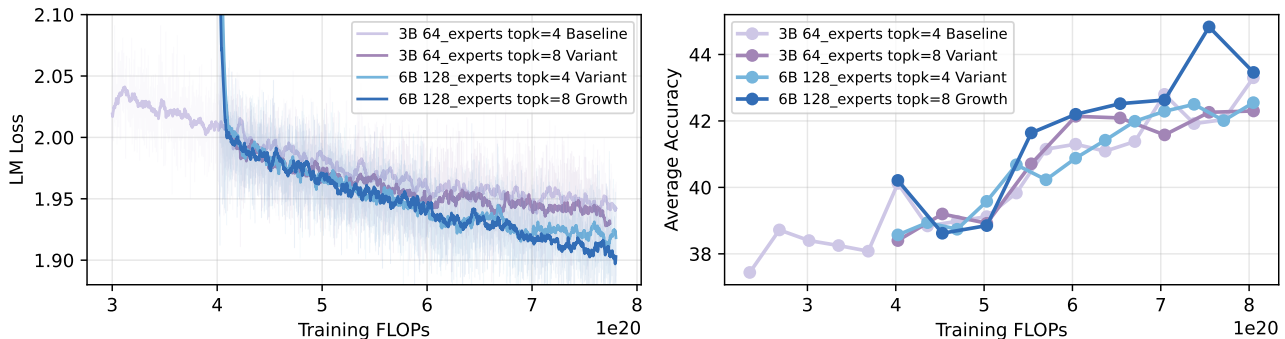 2.10
2.05
2.00
1.95
1.90
LM Loss
3B 64_experts topk=4 Baseline
3B 64_experts topk=8 Variant
6B 128_experts topk=4 Variant
6B 128_experts topk=8 Growth
3 4 5 6 7 8
1e20
Training FLOPs
44
42
40
38
Average Accuracy
3B 64_experts topk=4 Baseline
3B 64_experts topk=8 Variant
6B 128_experts topk=4 Variant
6B 128_experts topk=8 Growth
3 4 5 6 7 8
1e20
Training FLOPs